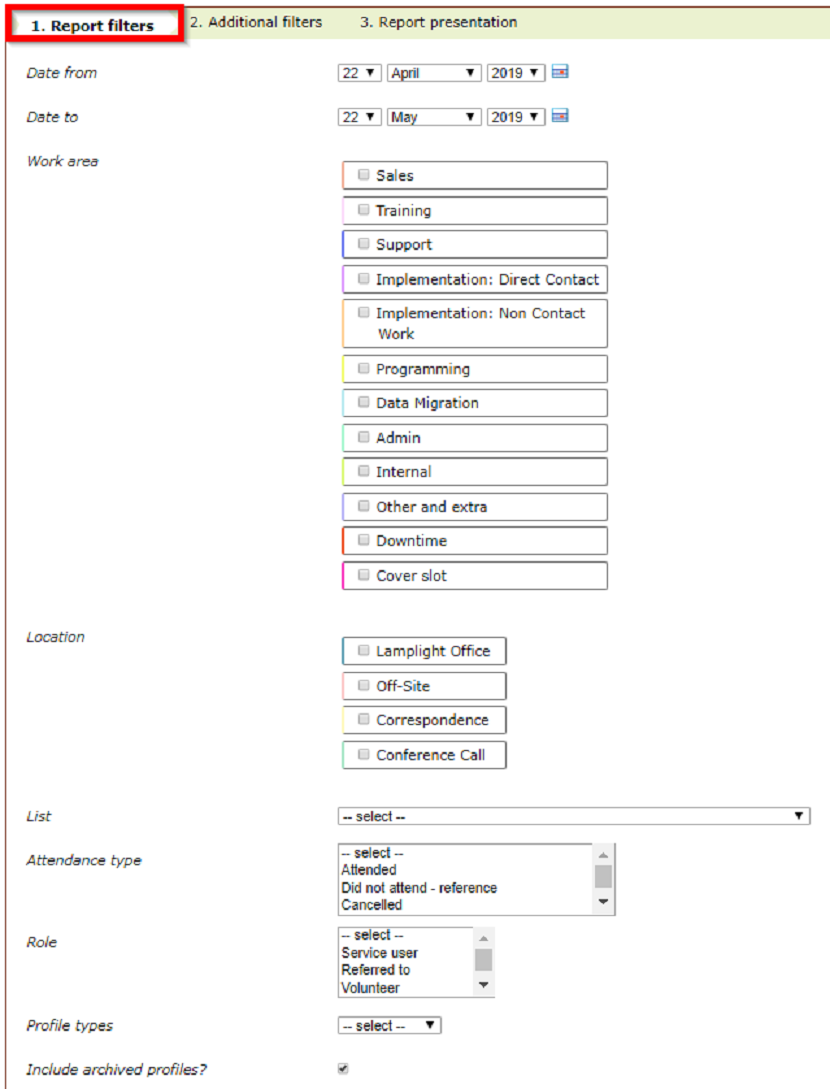 1. Report filters 2. Additional filters 3. Report presentation
Date from 22 April 2019
Date to 22 May 2019
Work area
Sales
Training
Support
Implementation: Direct Contact
Implementation: Non Contact
Work
Programming
Data Migration
Admin
Internal
Other and extra
Downtime
Cover slot
Location
Lamplight Office
Off-Site
Correspondence
Conference Call
List -- select --
Attendance type
-- select --
Attended
Did not attend - reference
Cancelled
Role
-- select --
Service user
Referred to
Volunteer
Profile types -- select --
Include archived profiles?